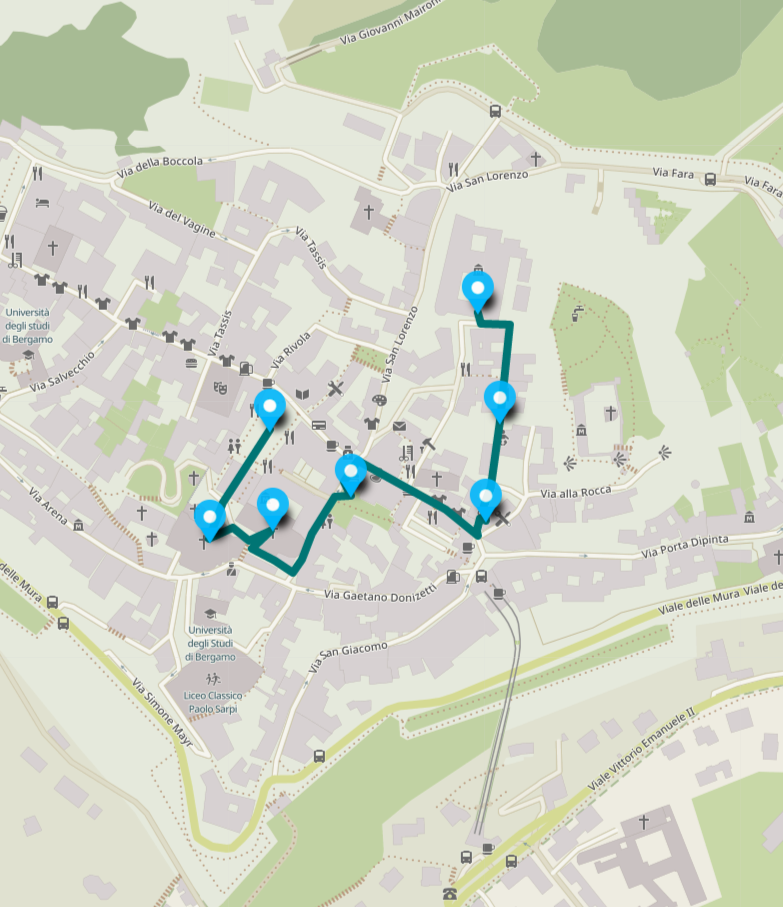 Via Giovanni Maironi
Via della Boccola
Via San Lorenzo
Via Fara
Via Fara
Via del Vagine
Via Tassis
Università
degli studi
di Bergamo
Via Tassis
Via Rivola
Via San Lorenzo
Via Salvecchio
Via Arena
Via alla Rocca
Via Porta Dipinta
delle Mura
Via Gaetano Donizetti
Viale delle Mura
Viale de
Università
degli Studi
di Bergamo
Via San Giacomo
Liceo Classico
Paolo Sarpi
Via Simone Mayr
Viale Vittorio Emanuele II